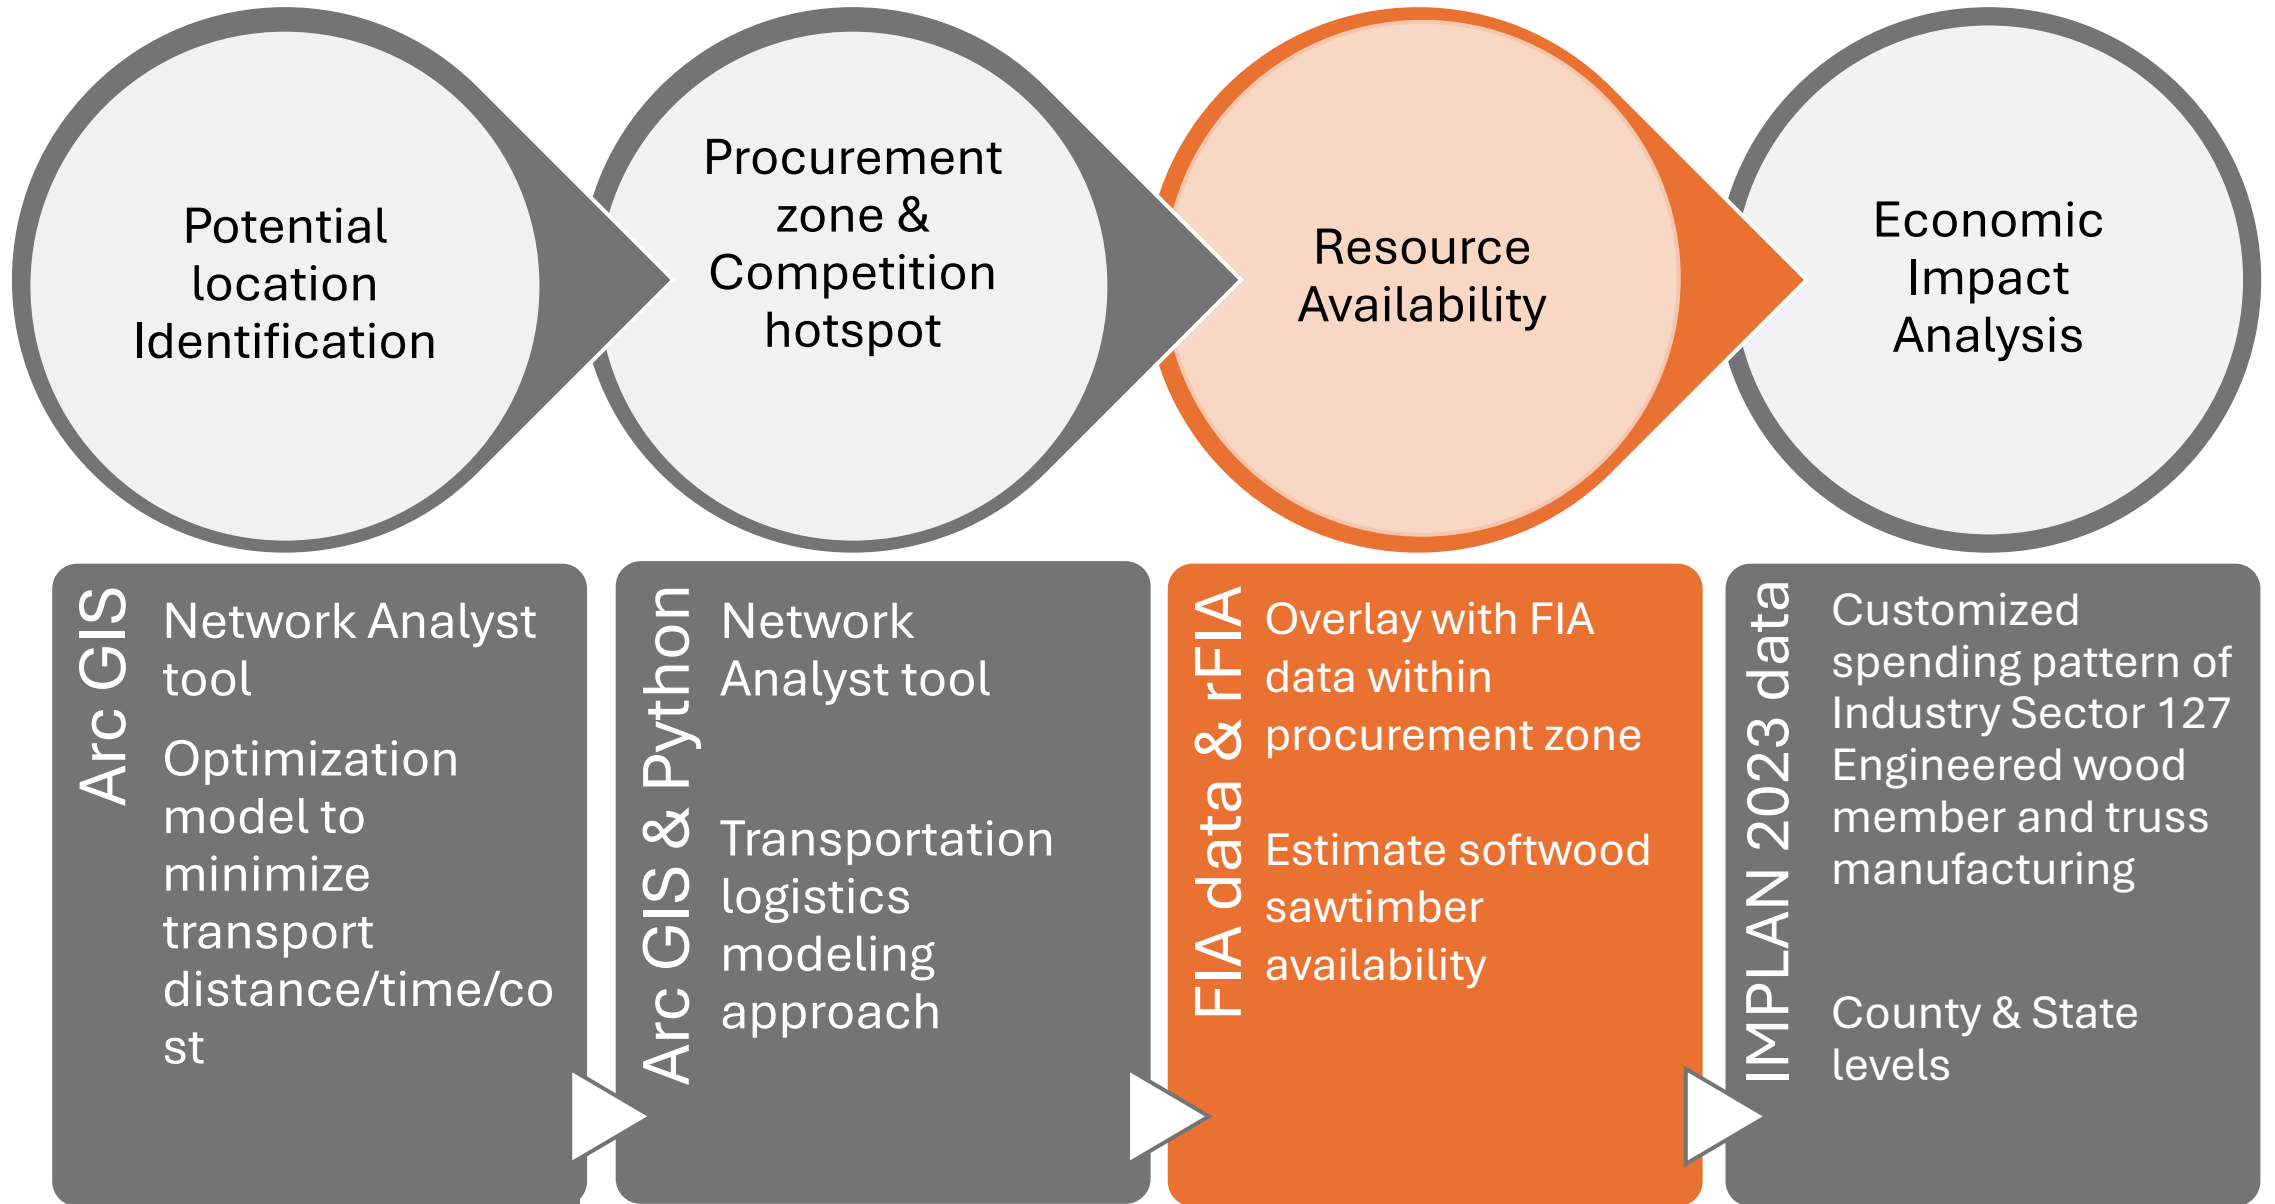 Potential
location
Identification
Procurement
zone &
Competition
hotspot
Resource
Availability
Economic
Impact
Analysis
Arc GIS
Network Analyst
tool
Optimization
model to
minimize
transport
distance/time/co
st
Arc GIS & Python
Network
Analyst tool
Transportation
logistics
modeling
approach
FIA data & rFIA
Overlay with FIA
data within
procurement zone
Estimate softwood
sawtimber
availability
IMPLAN 2023 data
Customized
spending pattern of
Industry Sector 127
Engineered wood
member and truss
manufacturing
County & State
levels